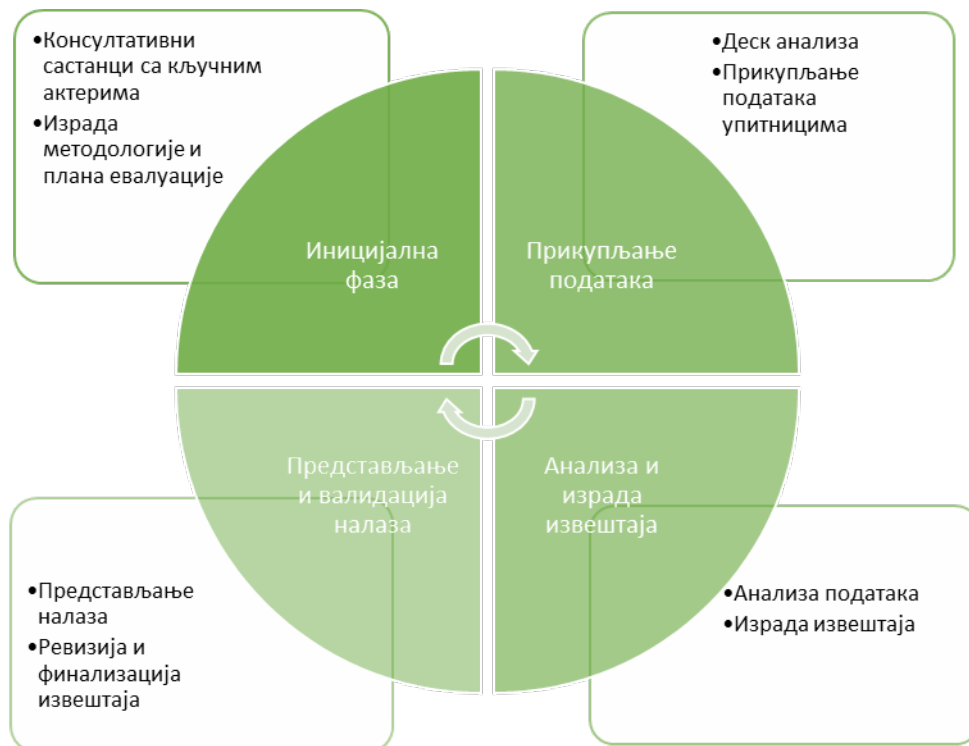 •Консултативни
састанци са кључним
актерима
•Израда
методологије и
плана евалуације
•Деск анализа
•Прикупљање
података
упитницима
Иницијална
фаза
Прикупљање
података
Представљање
и валидација
налаза
Анализа и
израда
извештаја
•Представљање
налаза
•Ревизија и
финализација
извештаја
•Анализа података
•Израда извештаја